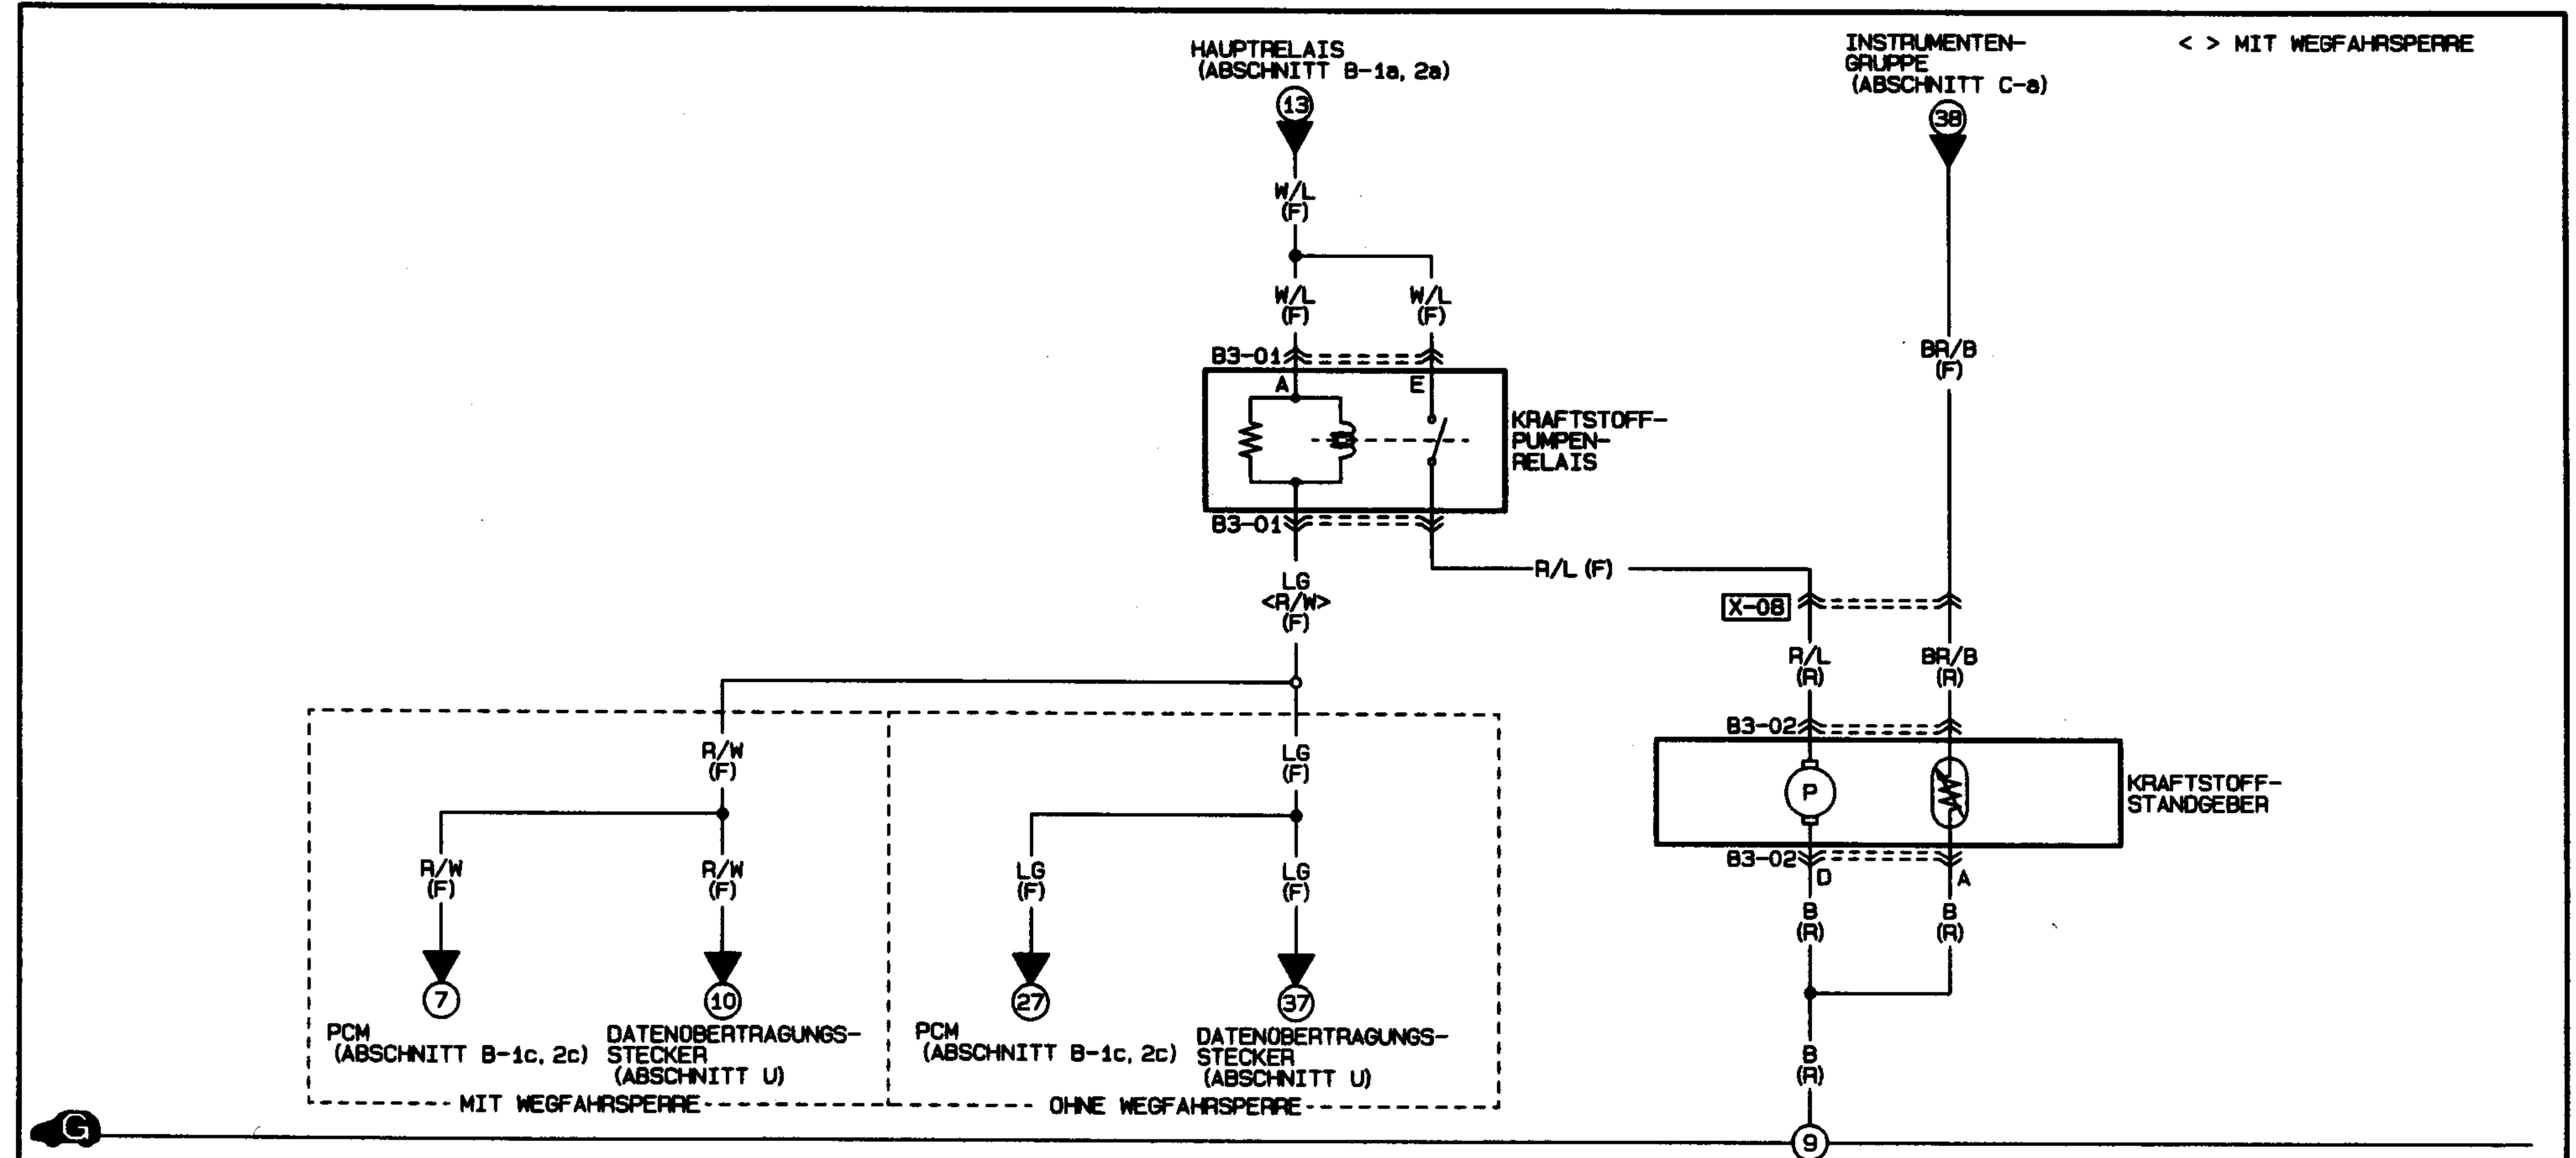 HAUPTRELAIS
(ABSCHNITT B-1a, 2a)
13
INSTRUMENTEN-
GRUPPE
(ABSCHNITT C-a)
38
< > MIT WEGFAHRSPERRE
W/L
(F)
W/L
(F)
W/L
(F)
BR/B
(F)
B3-01
A
E
KRAFTSTOFF-
PUMPEN-
RELAIS
B3-01
LG
<R/W>
(F)
R/L (F)
X-08
R/L
(R)
BR/B
(R)
R/W
(F)
LG
(F)
B3-02
P
KRAFTSTOFF-
STANDGEBER
B3-02
D
A
R/W
(F)
R/W
(F)
LG
(F)
LG
(F)
B
(R)
B
(R)
7
10
27
37
PCM
(ABSCHNITT B-1c, 2c)
DATENOBERTRAGUNGS-
STECKER
(ABSCHNITT U)
PCM
(ABSCHNITT B-1c, 2c)
DATENOBERTRAGUNGS-
STECKER
(ABSCHNITT U)
B
(R)
MIT WEGFAHRSPERRE
OHNE WEGFAHRSPERRE
G
9